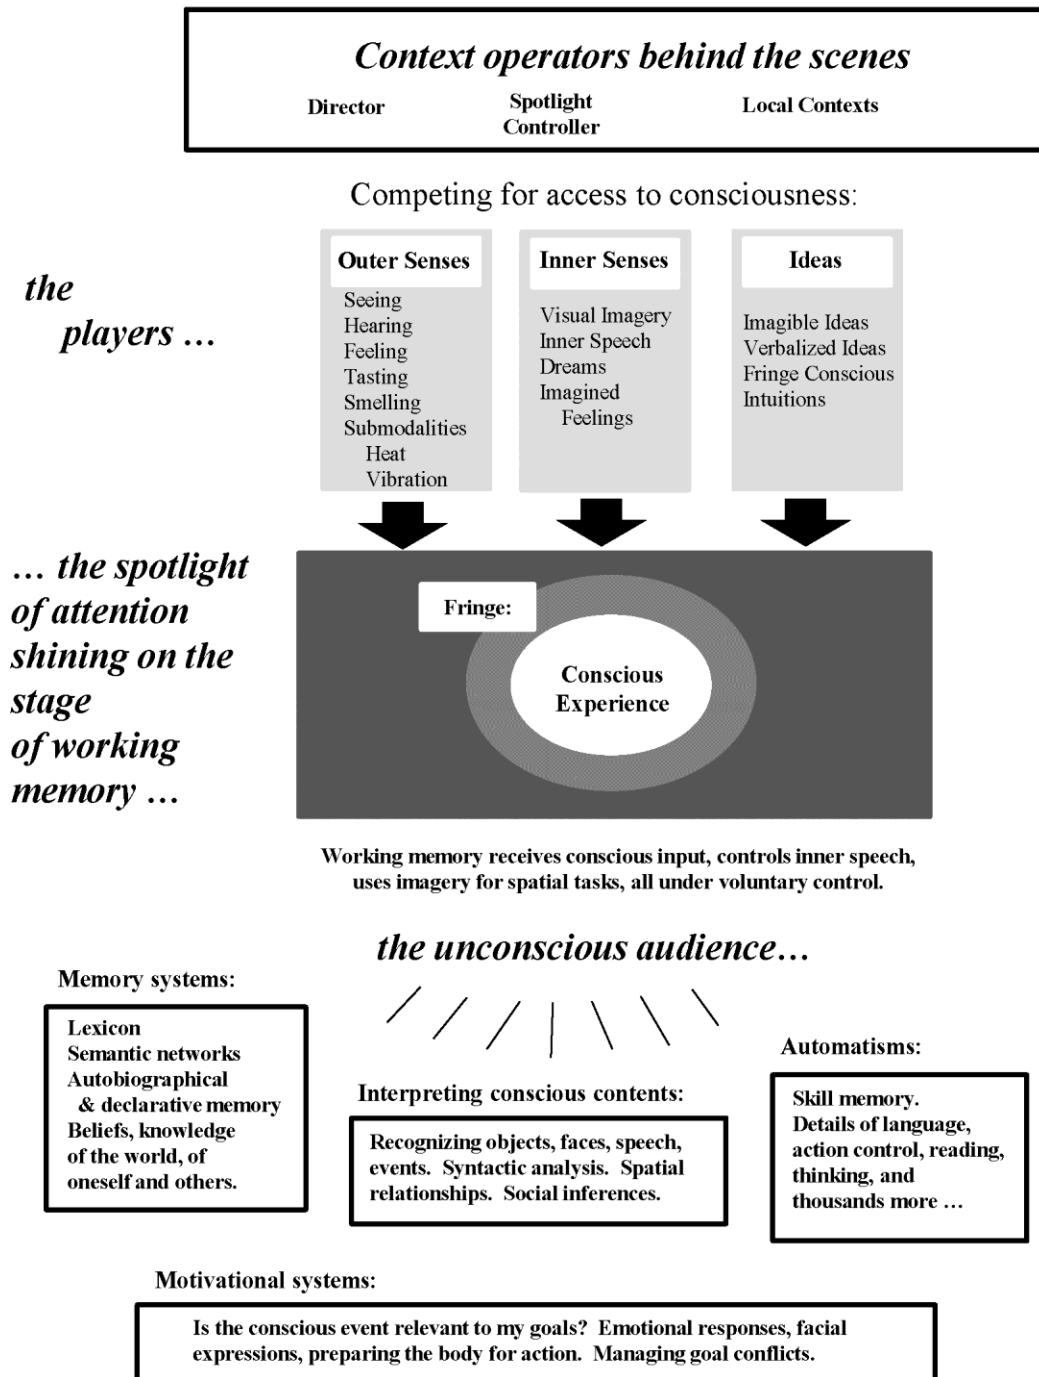 Context operators behind the scenes
Director
Spotlight
Controller
Local Contexts
Competing for access to consciousness:
the
players …
Outer Senses
Seeing
Hearing
Feeling
Tasting
Smelling
Submodalities
Heat
Vibration
Inner Senses
Visual Imagery
Inner Speech
Dreams
Imagined
Feelings
Ideas
Imagible Ideas
Verbalized Ideas
Fringe Conscious
Intuitions
… the spotlight
of attention
shining on the
stage
of working
memory …
Fringe:
Conscious
Experience
Working memory receives conscious input, controls inner speech,
uses imagery for spatial tasks, all under voluntary control.
the unconscious audience…
Memory systems:
Lexicon
Semantic networks
Autobiographical
& declarative memory
Beliefs, knowledge
of the world, of
oneself and others.
Interpreting conscious contents:
Recognizing objects, faces, speech,
events. Syntactic analysis. Spatial
relationships. Social inferences.
Automatisms:
Skill memory.
Details of language,
action control, reading,
thinking, and
thousands more …
Motivational systems:
Is the conscious event relevant to my goals? Emotional responses, facial
expressions, preparing the body for action. Managing goal conflicts.